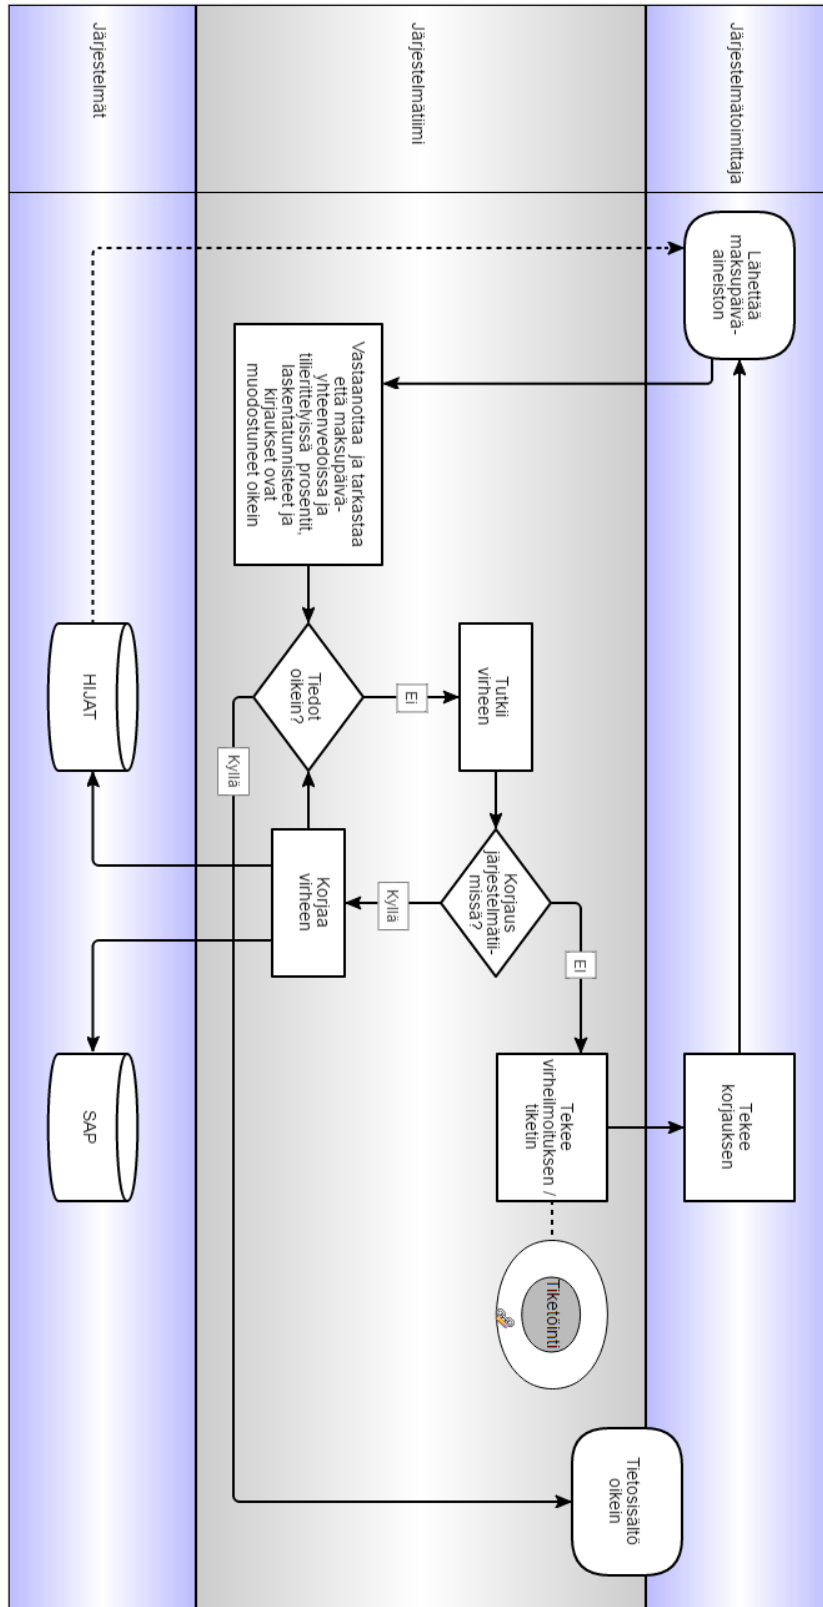 Järjestelmätoimittaja
Lähettää
maksupäivä-
aineiston
Tekee
korjauksen
Järjestelmätiimi
Vastaanottaa ja tarkastaa
että maksupäivä-
yhteenvedoissa ja
tilierittelyissä prosentit,
laskentatunnisteet ja
kirjaukset ovat
muodostuneet oikein
Tiedot
oikein?
Ei
Kyllä
Tutkii
virheen
Korjaus
järjestelmätii-
missä?
Ei
Kyllä
Korjaa
virheen
Tekee
virheilmoituksen /
tiketin
Tiketöinti
Tietosisältö
oikein
Järjestelmät
HIJAT
SAP